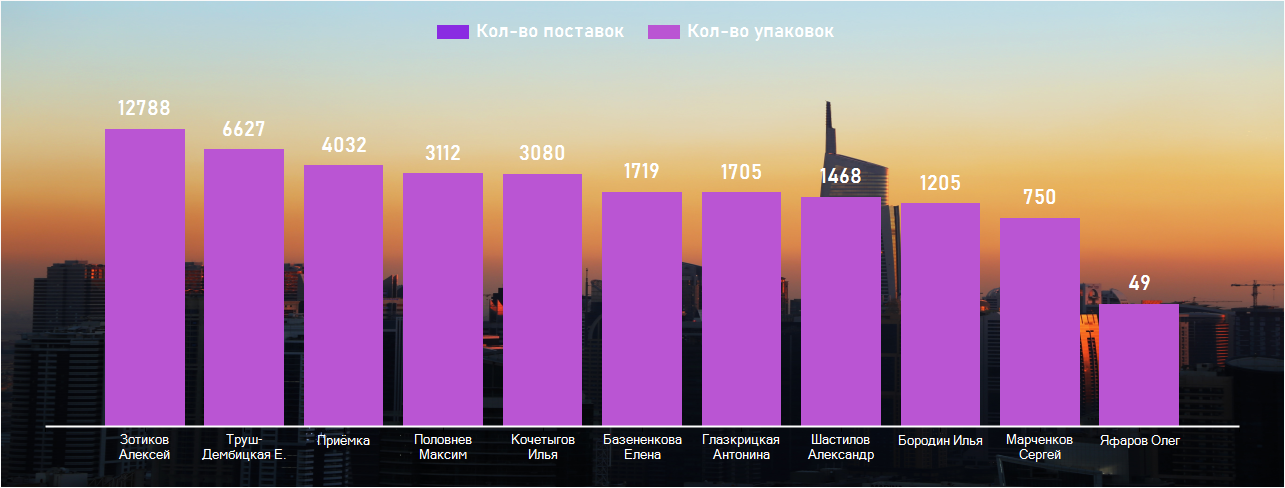 Кол-во поставок Кол-во упаковок
12788
6627
4032
3112
3080
1719
1705
1468
1205
750
49
Зотиков
Алексей
Труш-
Дембицкая Е.
Приёмка
Половнев
Максим
Кочетыгов
Илья
Базененкова
Елена
Глазкрицкая
Антонина
Шастилов
Александр
Бородин Илья
Марченков
Сергей
Яфаров Олег